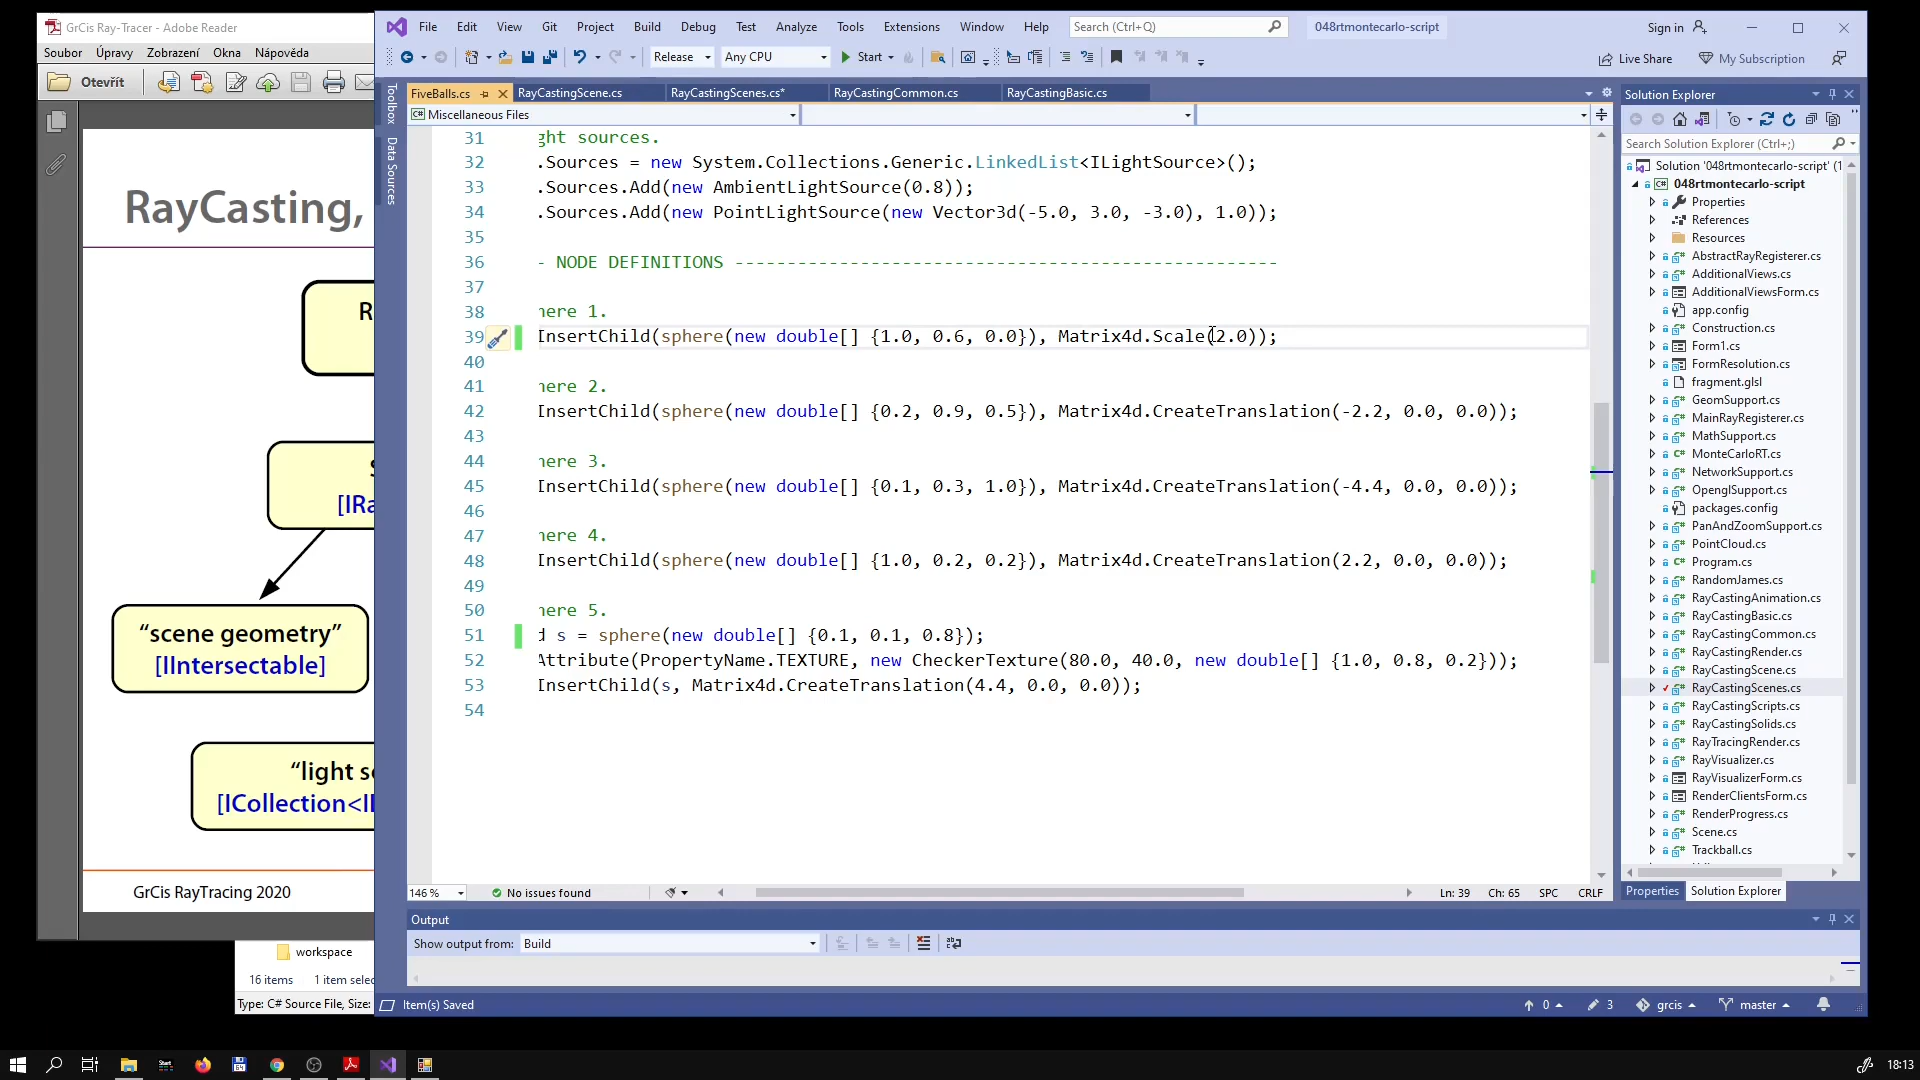 GrCis Ray-Tracer - Adobe Reader
Soubor Úpravy Zobrazení Okna Nápověda
Otevřít
RayCasting,
R
[IRa
“scene geometry”
[IIntersectable]
“light s
[ICollection<I
GrCis RayTracing 2020
workspace
16 items 1 item selec
Type: C# Source File, Size:
File Edit View Git Project Build Debug Test Analyze Tools Extensions Window Help
Search (Ctrl+Q)
048rtmontecarlo-script
Sign in
Release Any CPU Start
Live Share My Subscription
Toolbox
Data Sources
FiveBalls.cs RayCastingScene.cs RayCastingScenes.cs* RayCastingCommon.cs RayCastingBasic.cs
C# Miscellaneous Files
31 ght sources.
32 .Sources = new System.Collections.Generic.LinkedList<ILightSource>();
33 .Sources.Add(new AmbientLightSource(0.8));
34 .Sources.Add(new PointLightSource(new Vector3d(-5.0, 3.0, -3.0), 1.0));
35
36 - NODE DEFINITIONS ----------------------------------------------------
37
38 here 1.
39 InsertChild(sphere(new double[] {1.0, 0.6, 0.0}), Matrix4d.Scale(2.0));
40
41 here 2.
42 InsertChild(sphere(new double[] {0.2, 0.9, 0.5}), Matrix4d.CreateTranslation(-2.2, 0.0, 0.0));
43
44 here 3.
45 InsertChild(sphere(new double[] {0.1, 0.3, 1.0}), Matrix4d.CreateTranslation(-4.4, 0.0, 0.0));
46
47 here 4.
48 InsertChild(sphere(new double[] {1.0, 0.2, 0.2}), Matrix4d.CreateTranslation(2.2, 0.0, 0.0));
49
50 here 5.
51 d s = sphere(new double[] {0.1, 0.1, 0.8});
52 Attribute(PropertyName.TEXTURE, new CheckerTexture(80.0, 40.0, new double[] {1.0, 0.8, 0.2}));
53 InsertChild(s, Matrix4d.CreateTranslation(4.4, 0.0, 0.0));
54
146 % No issues found Ln: 39 Ch: 65 SPC CRLF
Output
Show output from: Build
Item(s) Saved
0 3 grcis master
Solution Explorer
Search Solution Explorer (Ctrl+;)
Solution '048rtmontecarlo-script' (1
048rtmontecarlo-script
Properties
References
Resources
AbstractRayRegisterer.cs
AdditionalViews.cs
AdditionalViewsForm.cs
app.config
Construction.cs
Form1.cs
FormResolution.cs
fragment.glsl
GeomSupport.cs
MainRayRegisterer.cs
MathSupport.cs
MonteCarloRT.cs
NetworkSupport.cs
OpenglSupport.cs
packages.config
PanAndZoomSupport.cs
PointCloud.cs
Program.cs
RandomJames.cs
RayCastingAnimation.cs
RayCastingBasic.cs
RayCastingCommon.cs
RayCastingRender.cs
RayCastingScene.cs
RayCastingScenes.cs
RayCastingScripts.cs
RayCastingSolids.cs
RayTracingRender.cs
RayVisualizer.cs
RayVisualizerForm.cs
RenderClientsForm.cs
RenderProgress.cs
Scene.cs
Trackball.cs
Properties Solution Explorer
18:13